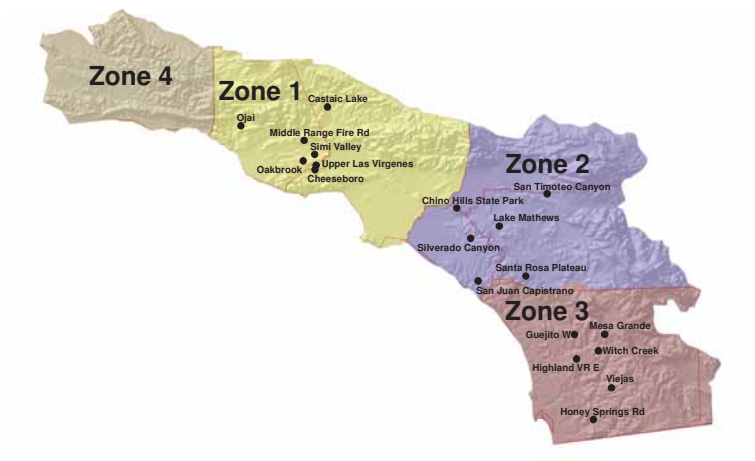 Zone 4
Zone 1
Castaic Lake
Ojai
Middle Range Fire Rd
Simi Valley
Oakbrook
Upper Las Virgenes
Cheeseboro
Zone 2
San Timoteo Canyon
Chino Hills State Park
Lake Mathews
Silverado Canyon
Santa Rosa Plateau
San Juan Capistrano
Zone 3
Mesa Grande
Guejito W
Witch Creek
Highland VR E
Viejas
Honey Springs Rd